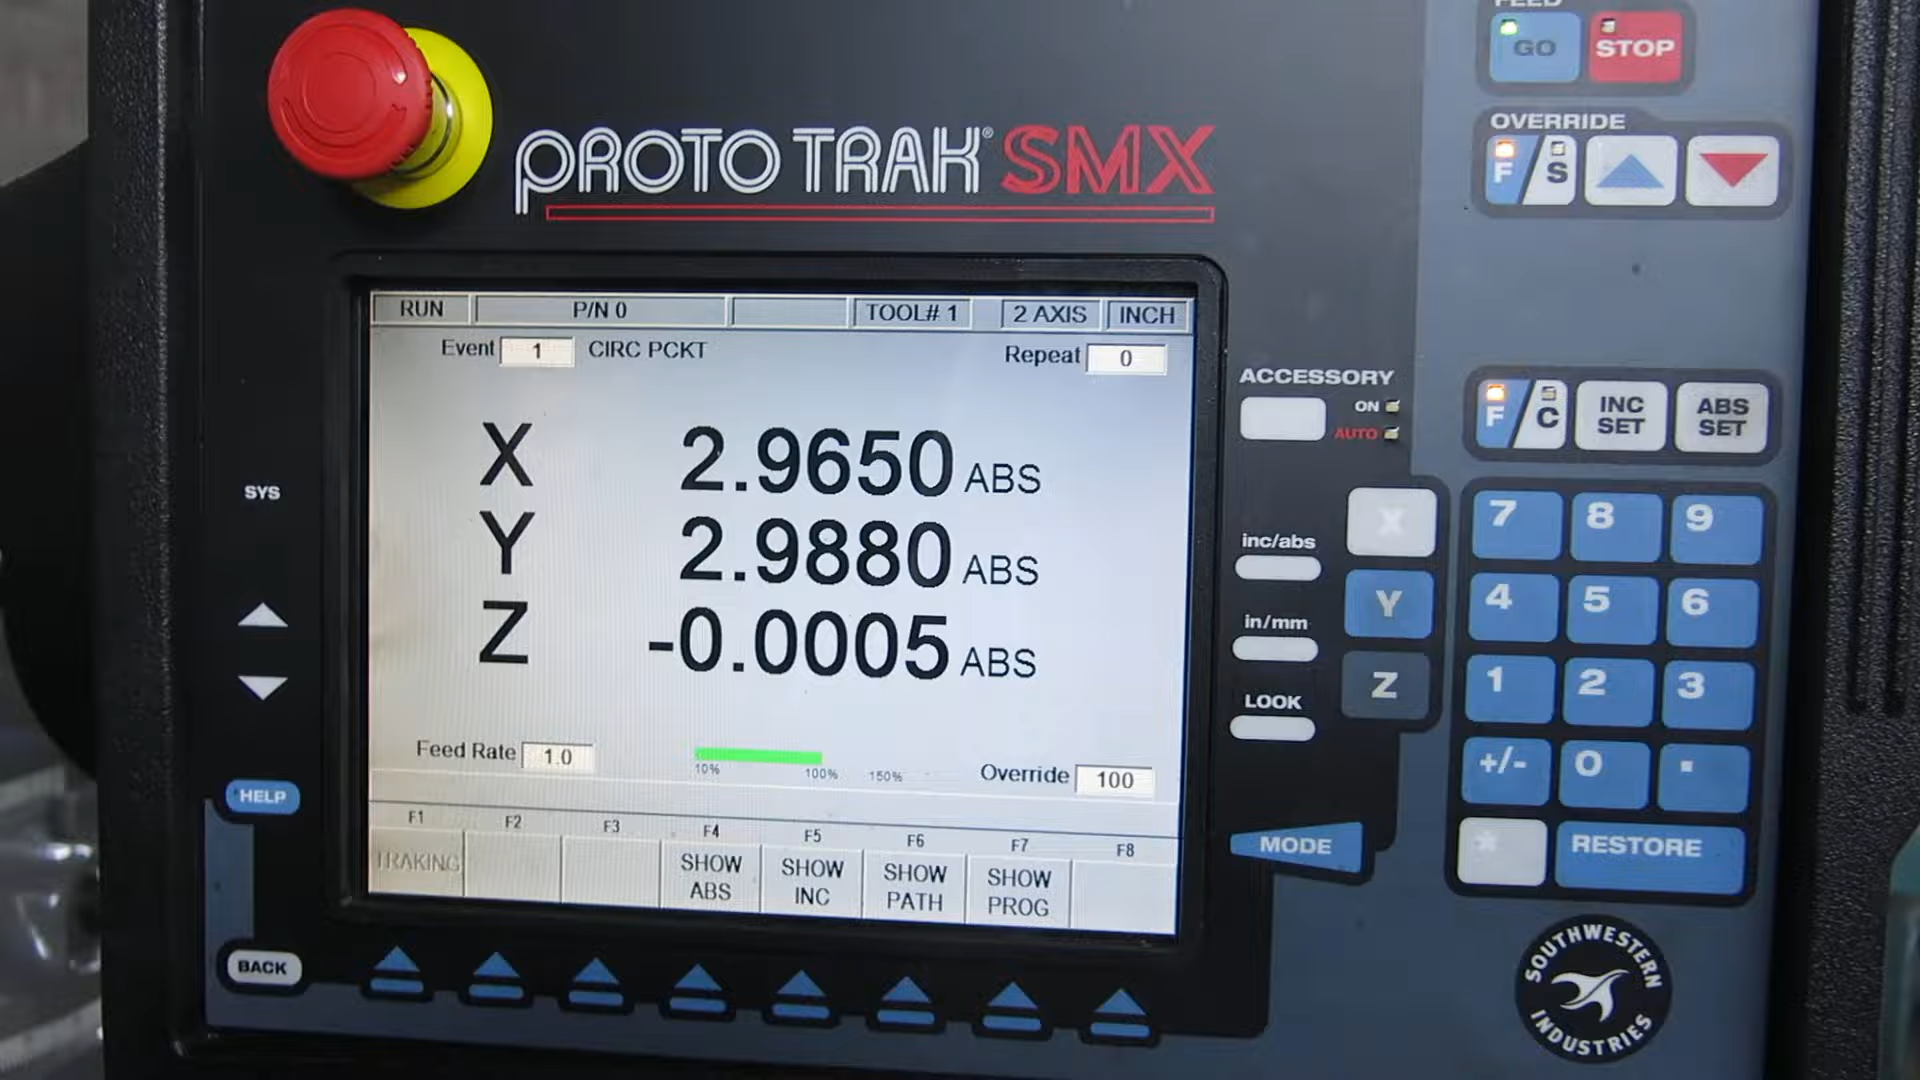 FEED
GO STOP
OVERRIDE
F / S
PROTO TRAK® SMX
RUN P/N 0 TOOL# 1 2 AXIS INCH
Event 1 CIRC PCKT Repeat 0
X 2.9650 ABS
Y 2.9880 ABS
Z -0.0005 ABS
Feed Rate 1.0 10% 100% 150% Override 100
F1 F2 F3 F4 F5 F6 F7 F8
TRAKING SHOW ABS SHOW INC SHOW PATH SHOW PROG
SYS
HELP
BACK
ACCESSORY
ON
AUTO
inc/abs
in/mm
LOOK
MODE
X
Y
Z
F / C INC SET ABS SET
7 8 9
4 5 6
1 2 3
+/- 0 .
* RESTORE
SOUTHWESTERN
INDUSTRIES